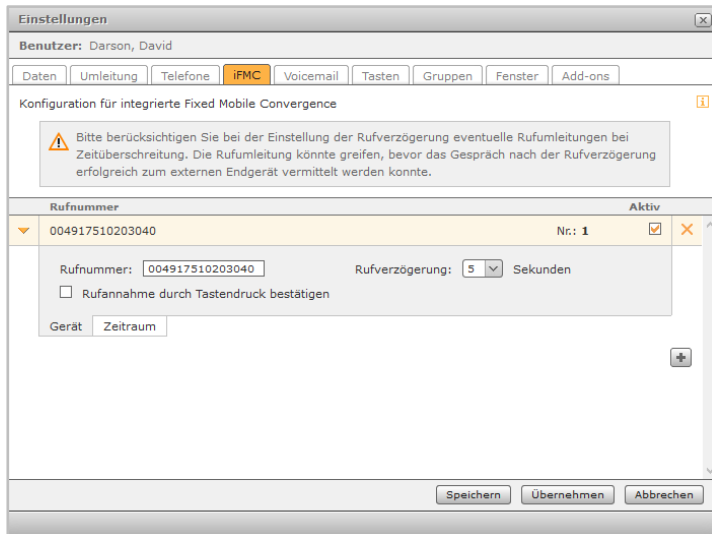 Einstellungen
Benutzer: Darson, David
Daten Umleitung Telefone iFMC Voicemail Tasten Gruppen Fenster Add-ons
Konfiguration für integrierte Fixed Mobile Convergence
Bitte berücksichtigen Sie bei der Einstellung der Rufverzögerung eventuelle Rufumleitungen bei
Zeitüberschreitung. Die Rufumleitung könnte greifen, bevor das Gespräch nach der Rufverzögerung
erfolgreich zum externen Endgerät vermittelt werden konnte.
Rufnummer Aktiv
004917510203040 Nr.: 1
Rufnummer: 004917510203040 Rufverzögerung: 5 Sekunden
Rufannahme durch Tastendruck bestätigen
Gerät Zeitraum
Speichern Übernehmen Abbrechen